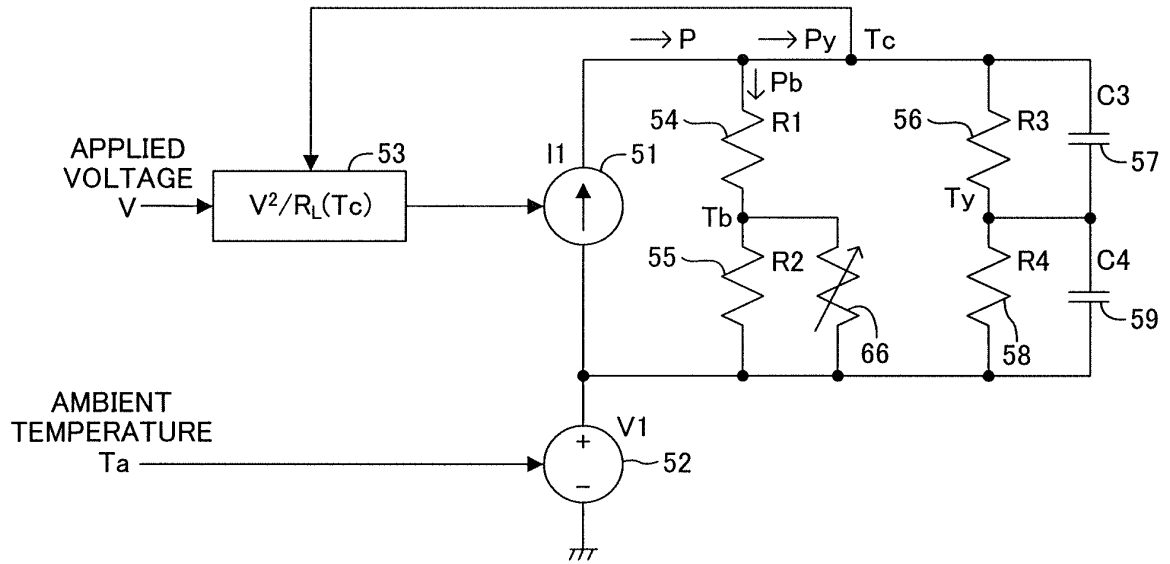 P
Py
Tc
Pb
C3
54
R1
56
R3
57
APPLIED
VOLTAGE
V
53
V²/R_L(Tc)
I1
51
Tb
Ty
55
R2
R4
C4
59
66
58
AMBIENT
TEMPERATURE
Ta
V1
+
−
52